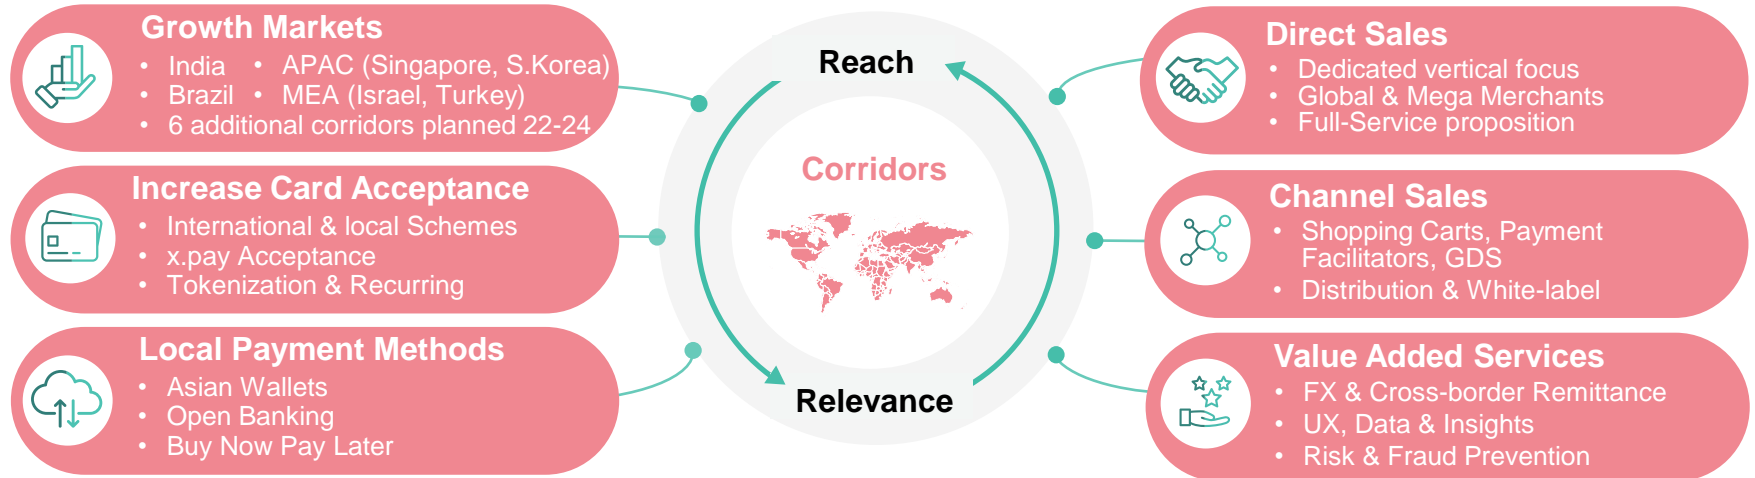 Growth Markets
• India • APAC (Singapore, S.Korea)
• Brazil • MEA (Israel, Turkey)
• 6 additional corridors planned 22-24
Increase Card Acceptance
• International & local Schemes
• x.pay Acceptance
• Tokenization & Recurring
Local Payment Methods
• Asian Wallets
• Open Banking
• Buy Now Pay Later
Reach
Corridors
Relevance
Direct Sales
• Dedicated vertical focus
• Global & Mega Merchants
• Full-Service proposition
Channel Sales
• Shopping Carts, Payment
Facilitators, GDS
• Distribution & White-label
Value Added Services
• FX & Cross-border Remittance
• UX, Data & Insights
• Risk & Fraud Prevention